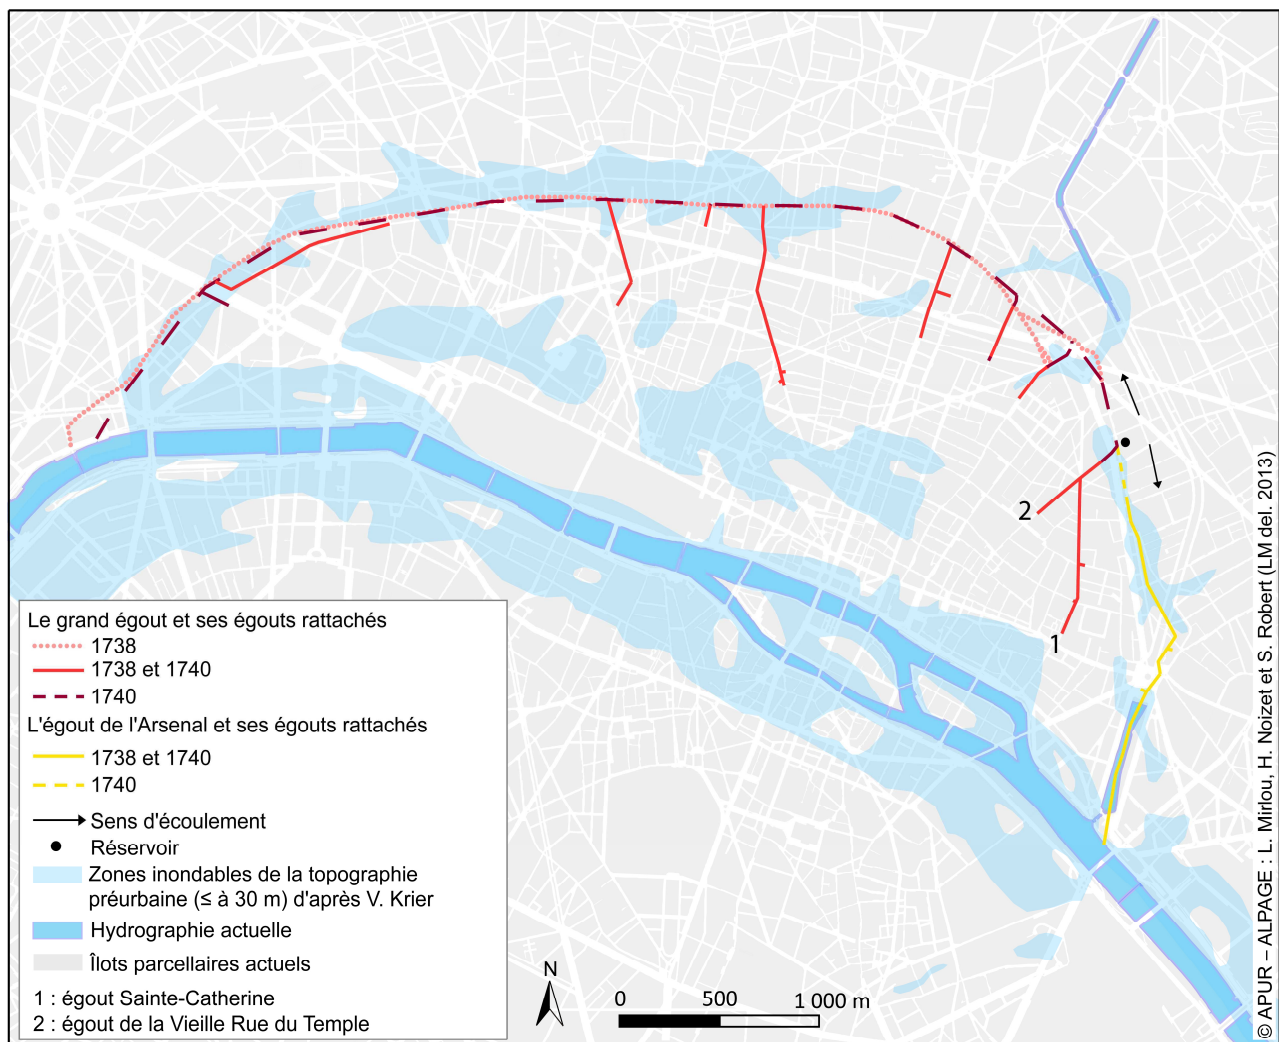 2
1
Le grand égout et ses égouts rattachés
1738
1738 et 1740
1740
L'égout de l'Arsenal et ses égouts rattachés
1738 et 1740
1740
Sens d'écoulement
Réservoir
Zones inondables de la topographie
préurbaine (≤ à 30 m) d'après V. Krier
Hydrographie actuelle
Îlots parcellaires actuels
1 : égout Sainte-Catherine
2 : égout de la Vieille Rue du Temple
N
0 500 1 000 m
© APUR – ALPAGE : L. Mirlou, H. Noizet et S. Robert (LM del. 2013)